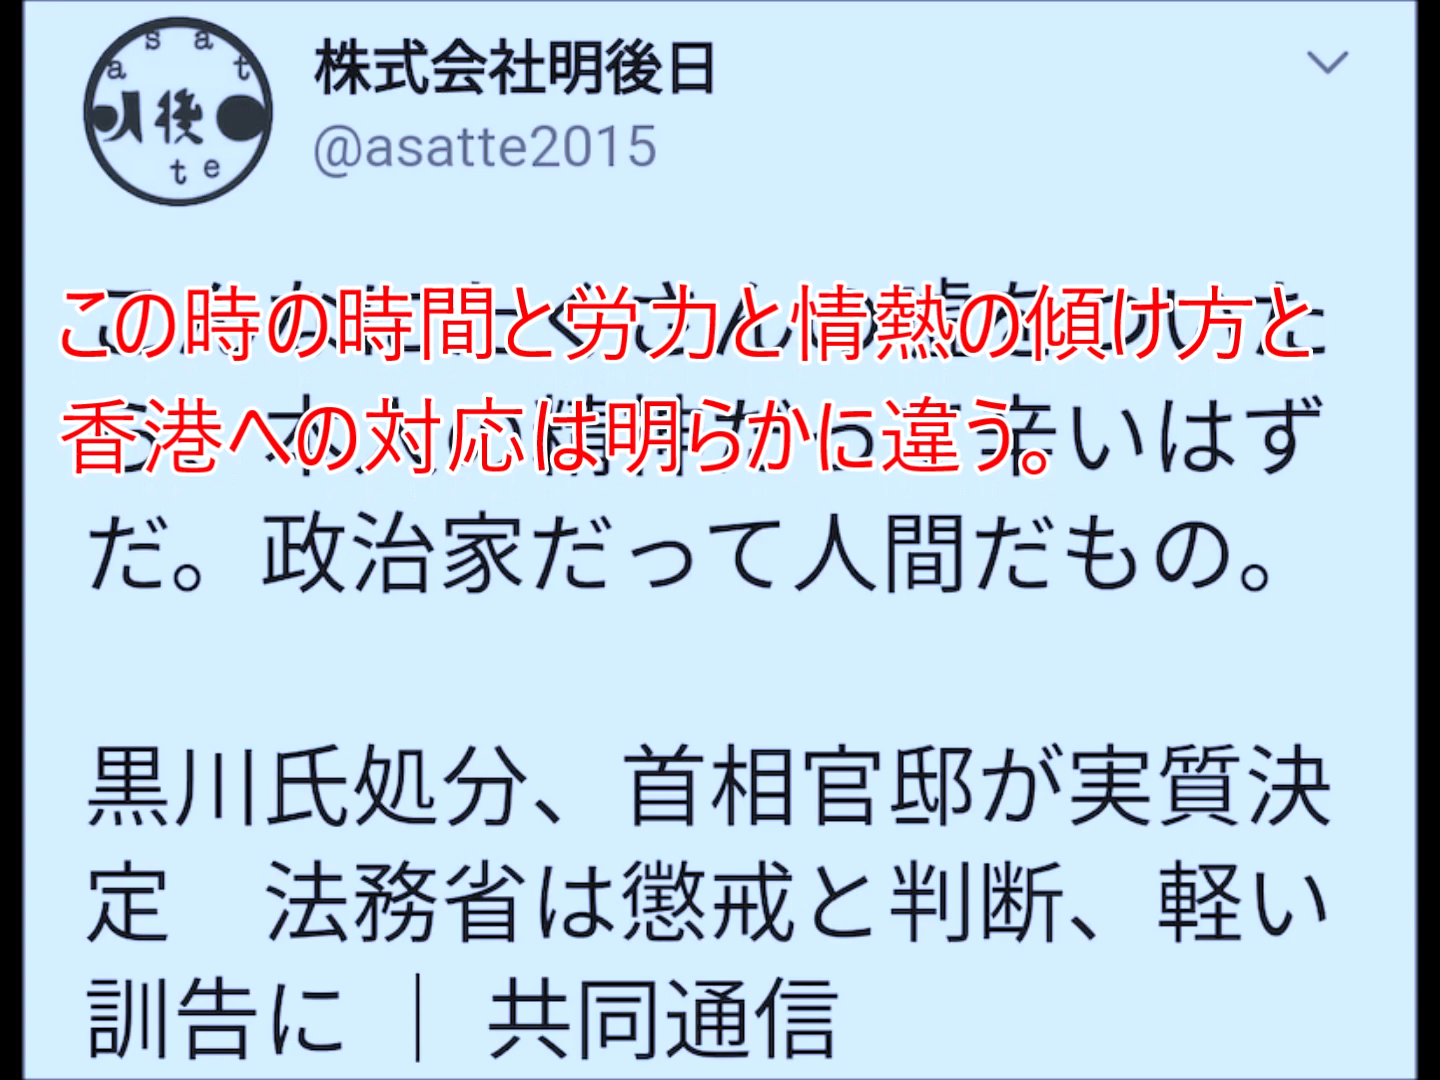 a s a t t e
明後●
株式会社明後日
@asatte2015
この時の時間と労力と情熱の傾け方と
香港への対応は明らかに違う。
辛いはず
だ。政治家だって人間だもの。
黒川氏処分、首相官邸が実質決
定　法務省は懲戒と判断、軽い
訓告に │ 共同通信